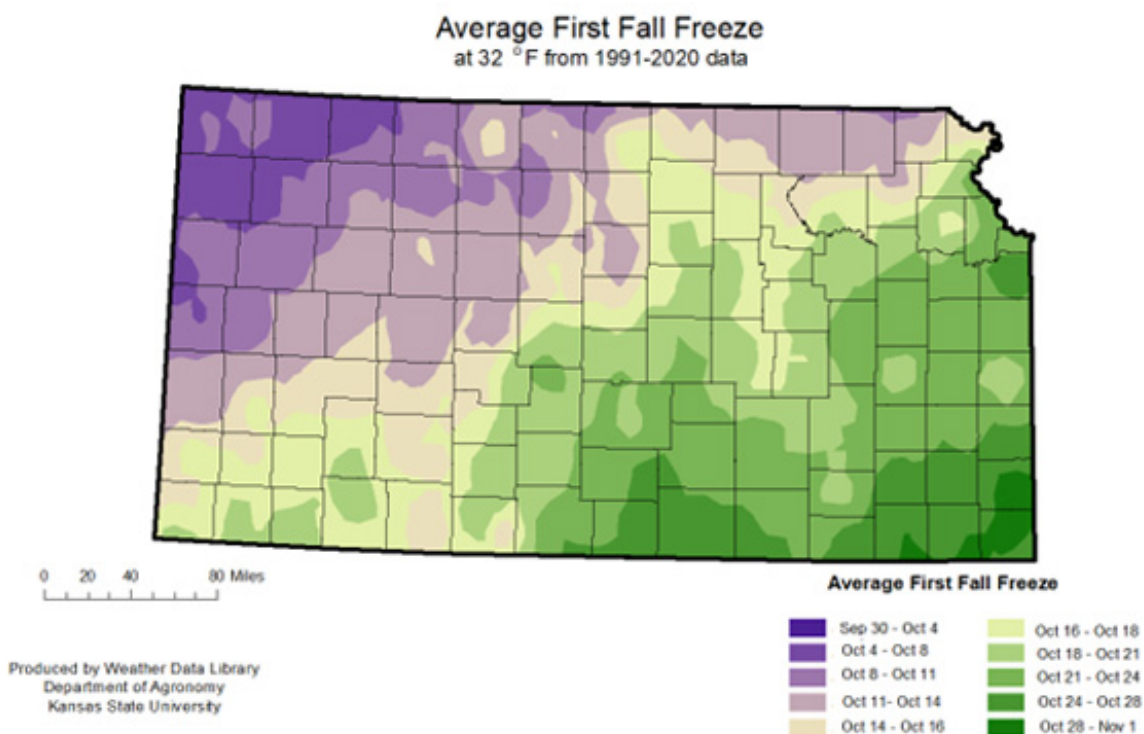 Average First Fall Freeze
at 32 °F from 1991-2020 data
0 20 40 80 Miles
Produced by Weather Data Library
Department of Agronomy
Kansas State University
Average First Fall Freeze
Sep 30 - Oct 4
Oct 4 - Oct 8
Oct 8 - Oct 11
Oct 11- Oct 14
Oct 14 - Oct 16
Oct 16 - Oct 18
Oct 18 - Oct 21
Oct 21 - Oct 24
Oct 24 - Oct 28
Oct 28 - Nov 1